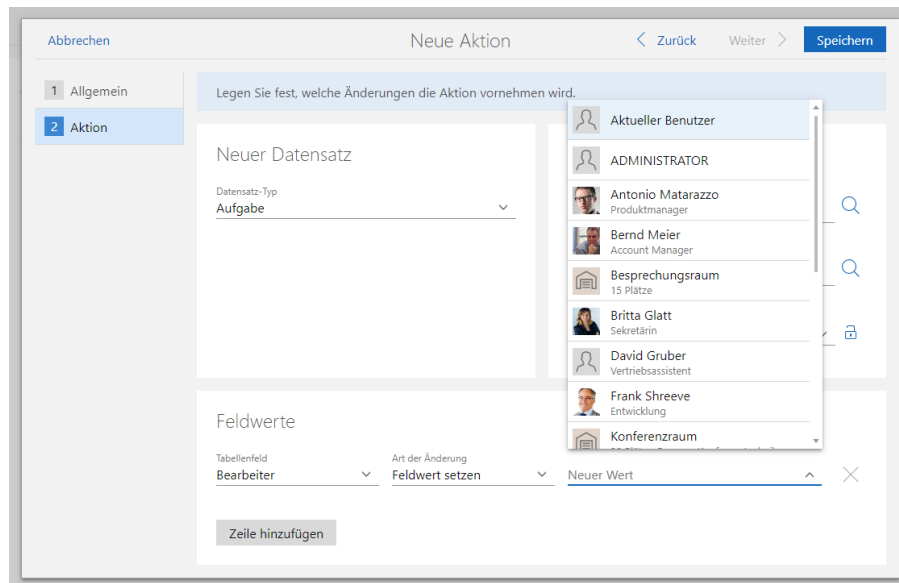 Abbrechen
Neue Aktion
Zurück
Weiter
Speichern
1 Allgemein
2 Aktion
Legen Sie fest, welche Änderungen die Aktion vornehmen wird.
Neuer Datensatz
Datensatz-Typ
Aufgabe
Aktueller Benutzer
ADMINISTRATOR
Antonio Matarazzo
Produktmanager
Bernd Meier
Account Manager
Besprechungsraum
15 Plätze
Britta Glatt
Sekretärin
David Gruber
Vertriebsassistent
Frank Shreeve
Entwicklung
Konferenzraum
Feldwerte
Tabellenfeld
Bearbeiter
Art der Änderung
Feldwert setzen
Neuer Wert
Zeile hinzufügen